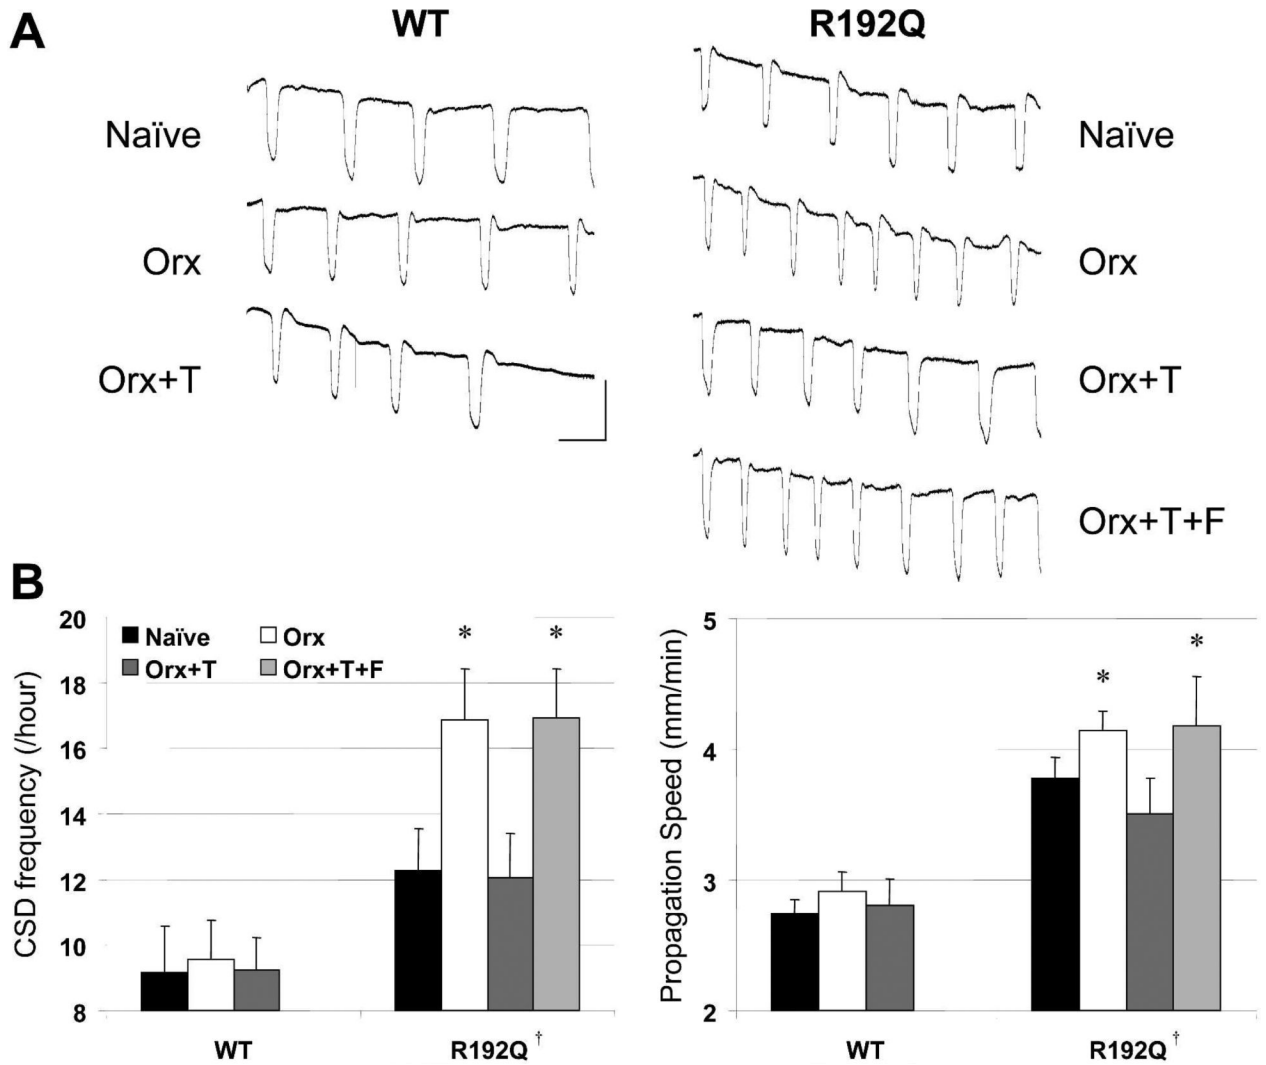 A
WT
R192Q
Naïve
Orx
Orx+T
Naïve
Orx
Orx+T
Orx+T+F
B
CSD frequency (/hour)
20
18
16
14
12
10
8
Naïve
Orx
Orx+T
Orx+T+F
*
*
WT
R192Q †
Propagation Speed (mm/min)
5
4
3
2
*
*
WT
R192Q †